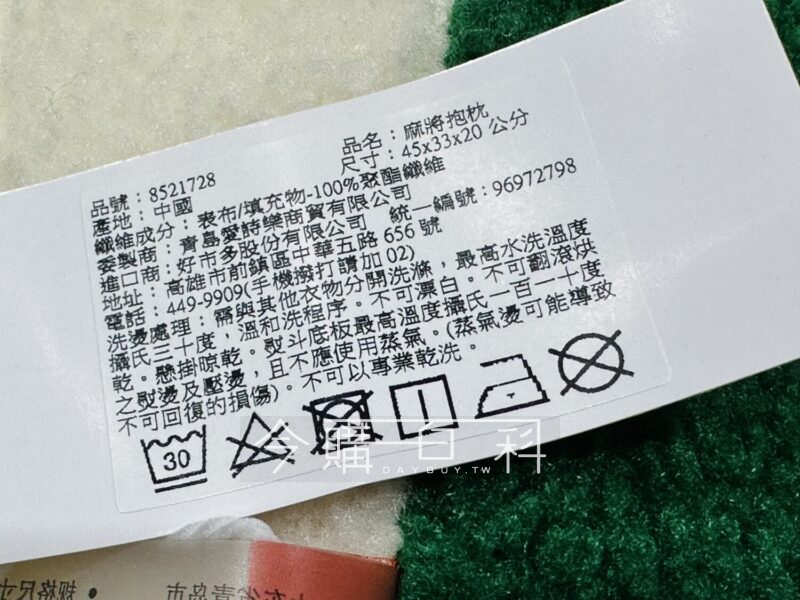 品名：麻將抱枕
尺寸：45x33x20 公分
品號：8521728
產地：中國
纖維成分：表布/填充物-100%聚酯纖維
委製商：青島愛詩樂商貿有限公司
進口商：好市多股份有限公司 統一編號：96972798
地址：高雄市前鎮區中華五路 656 號
電話：449-9909(手機撥打請加 02)
洗燙處理：需與其他衣物分開洗滌，最高水洗溫度
攝氏三十度，溫和洗程序。不可漂白。不可翻滾烘
乾。懸掛晾乾。熨斗底板最高溫度攝氏一百一十度
之熨燙及壓燙，且不應使用蒸氣。(蒸氣燙可能導致
不可回復的損傷)。不可以專業乾洗。
30
今購百科
DAYBUY.TW